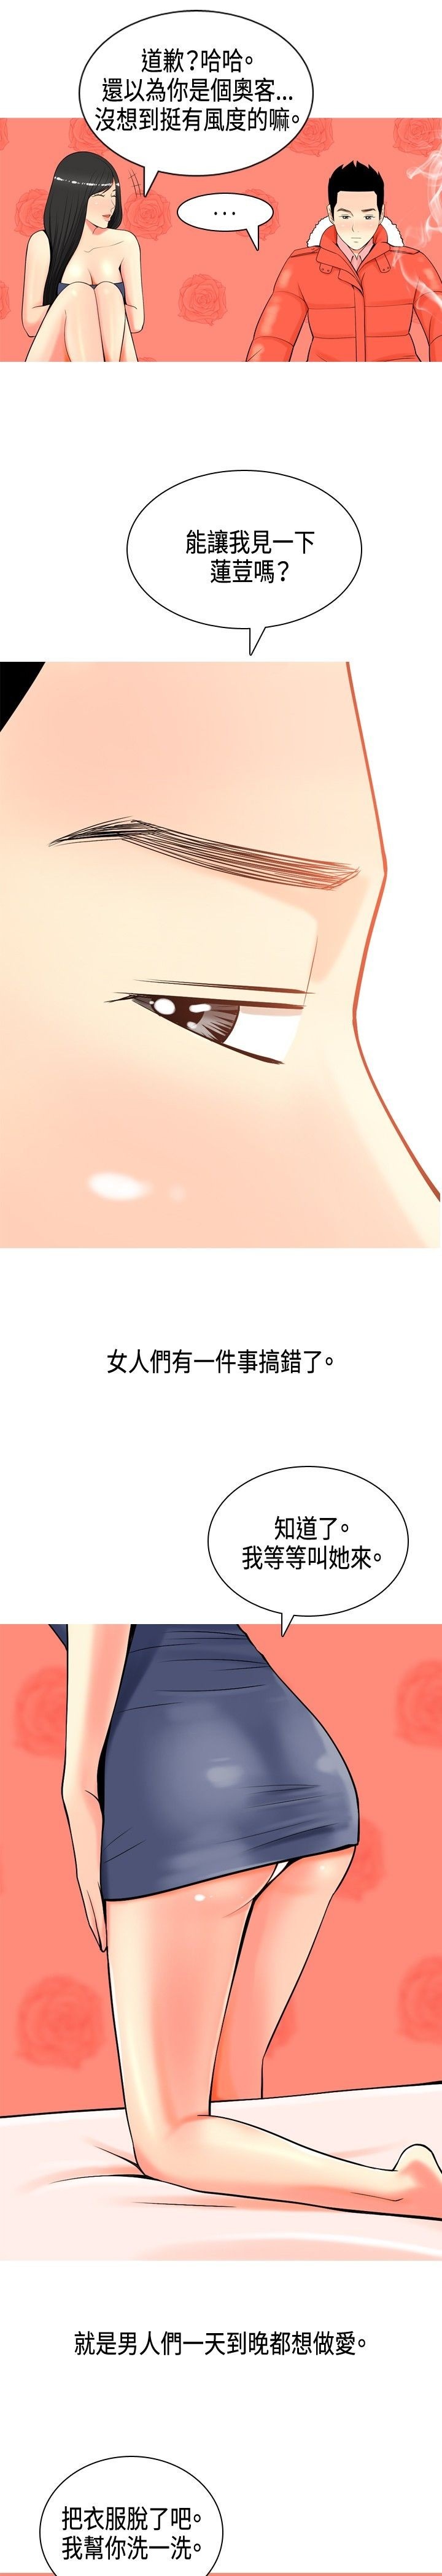 道歉？哈哈。
還以為你是個奧客...
沒想到挺有風度的嘛。
...
能讓我見一下
蓮荳嗎？
女人們有一件事搞錯了。
知道了。
我等等叫她來。
就是男人們一天到晚都想做愛。
把衣服脫了吧。
我幫你洗一洗。